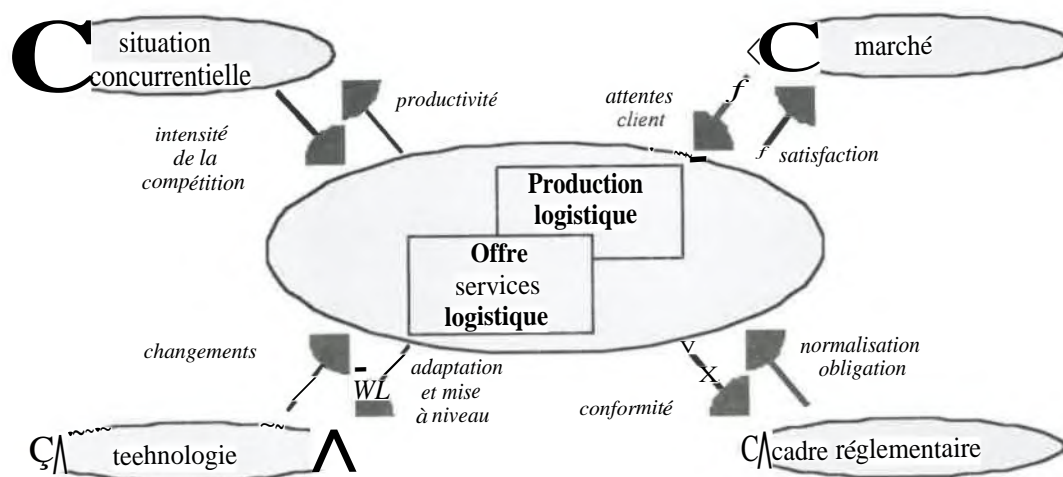 situation
concurrentielle
marché
productivité
intensité
de la
compétition
attentes
client
satisfaction
Production
logistique
Offre
services
logistique
changements
adaptation
et mise
à niveau
conformité
normalisation
obligation
teehnologie
cadre réglementaire